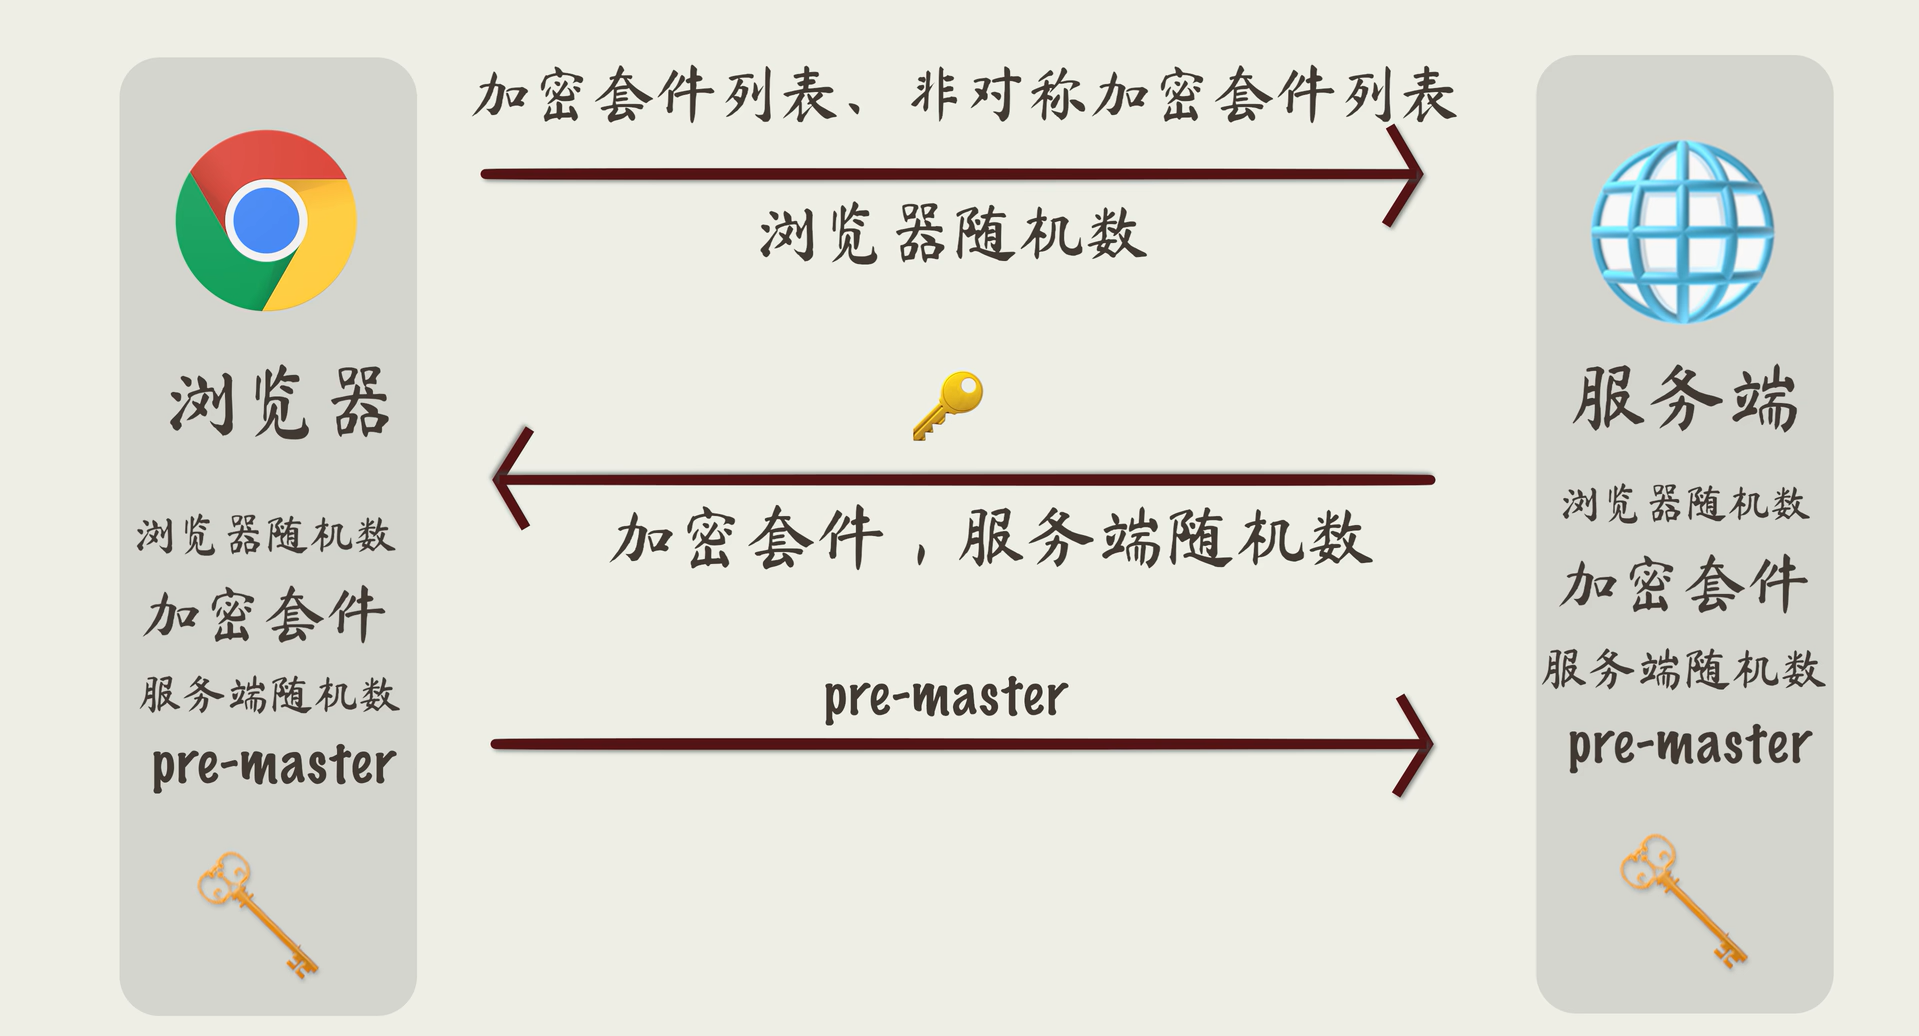 加密套件列表、非对称加密套件列表
浏览器随机数
浏览器
服务端
加密套件，服务端随机数
浏览器随机数
加密套件
服务端随机数
pre-master
pre-master
浏览器随机数
加密套件
服务端随机数
pre-master